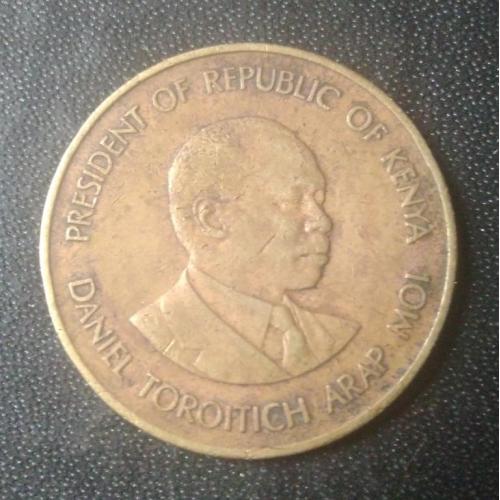 PRESIDENT OF REPUBLIC OF KENYA
DANIEL TOROITICH ARAP MOI